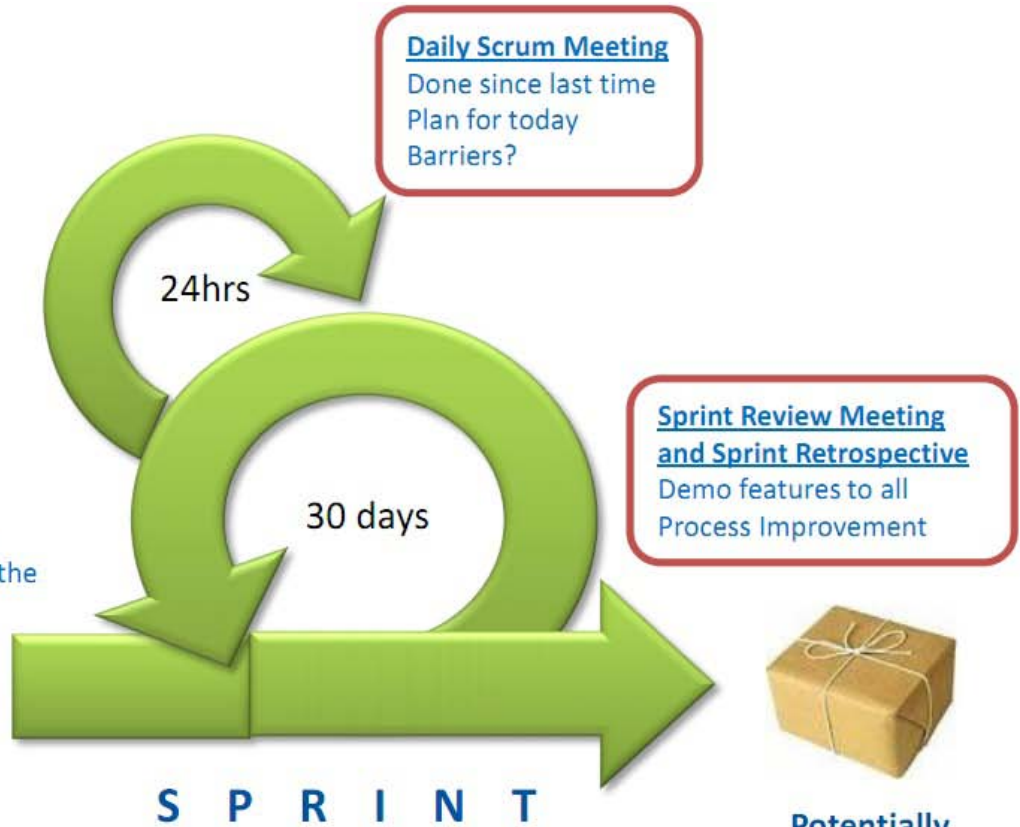 Daily Scrum Meeting
Done since last time
Plan for today
Barriers?
24hrs
30 days
Sprint Review Meeting
and Sprint Retrospective
Demo features to all
Process Improvement
the
S P R I N T
Potentially